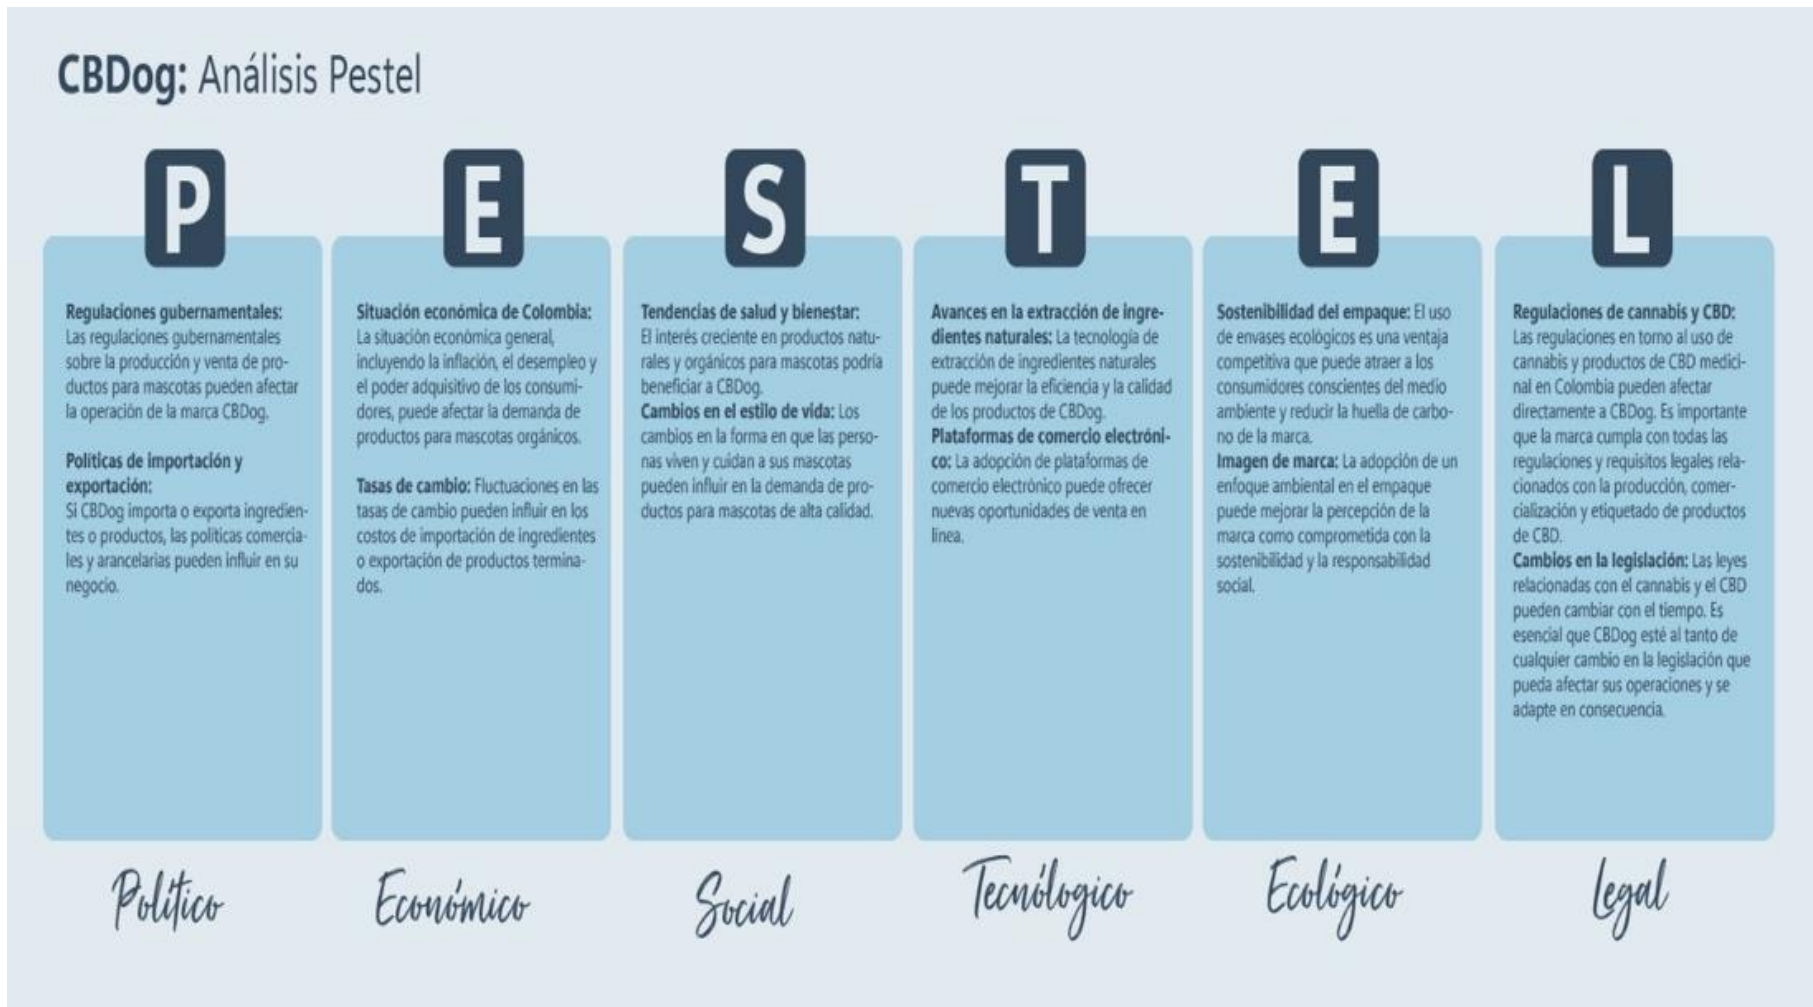 CBDog: Análisis Pestel
P
Regulaciones gubernamentales:
Las regulaciones gubernamentales
sobre la producción y venta de pro-
ductos para mascotas pueden afectar
la operación de la marca CBDog.
Políticas de importación y
exportación:
Si CBDog importa o exporta ingredien-
tes o productos, las políticas comercia-
les y arancelarias pueden influir en su
negocio.
Político
E
Situación económica de Colombia:
La situación económica general,
incluyendo la inflación, el desempleo y
el poder adquisitivo de los consumi-
dores, puede afectar la demanda de
productos para mascotas orgánicos.
Tasas de cambio: Fluctuaciones en las
tasas de cambio pueden influir en los
costos de importación de ingredientes
o exportación de productos termina-
dos.
Económico
S
Tendencias de salud y bienestar:
El interés creciente en productos natu-
rales y orgánicos para mascotas podría
beneficiar a CBDog.
Cambios en el estilo de vida: Los
cambios en la forma en que las perso-
nas viven y cuidan a sus mascotas
pueden influir en la demanda de pro-
ductos para mascotas de alta calidad.
Social
T
Avances en la extracción de ingre-
dientes naturales: La tecnología de
extracción de ingredientes naturales
puede mejorar la eficiencia y la calidad
de los productos de CBDog.
Plataformas de comercio electróni-
co: La adopción de plataformas de
comercio electrónico puede ofrecer
nuevas oportunidades de venta en
línea.
Tecnólogico
E
Sostenibilidad del empaque: El uso
de envases ecológicos es una ventaja
competitiva que puede atraer a los
consumidores conscientes del medio
ambiente y reducir la huella de carbo-
no de la marca.
Imagen de marca: La adopción de un
enfoque ambiental en el empaque
puede mejorar la percepción de la
marca como comprometida con la
sostenibilidad y la responsabilidad
social.
Ecológico
L
Regulaciones de cannabis y CBD:
Las regulaciones en torno al uso de
cannabis y productos de CBD medici-
nal en Colombia pueden afectar
directamente a CBDog. Es importante
que la marca cumpla con todas las
regulaciones y requisitos legales rela-
cionados con la producción, comer-
cialización y etiquetado de productos
de CBD.
Cambios en la legislación: Las leyes
relacionadas con el cannabis y el CBD
pueden cambiar con el tiempo. Es
esencial que CBDog esté al tanto de
cualquier cambio en la legislación que
pueda afectar sus operaciones y se
adapte en consecuencia.
Legal